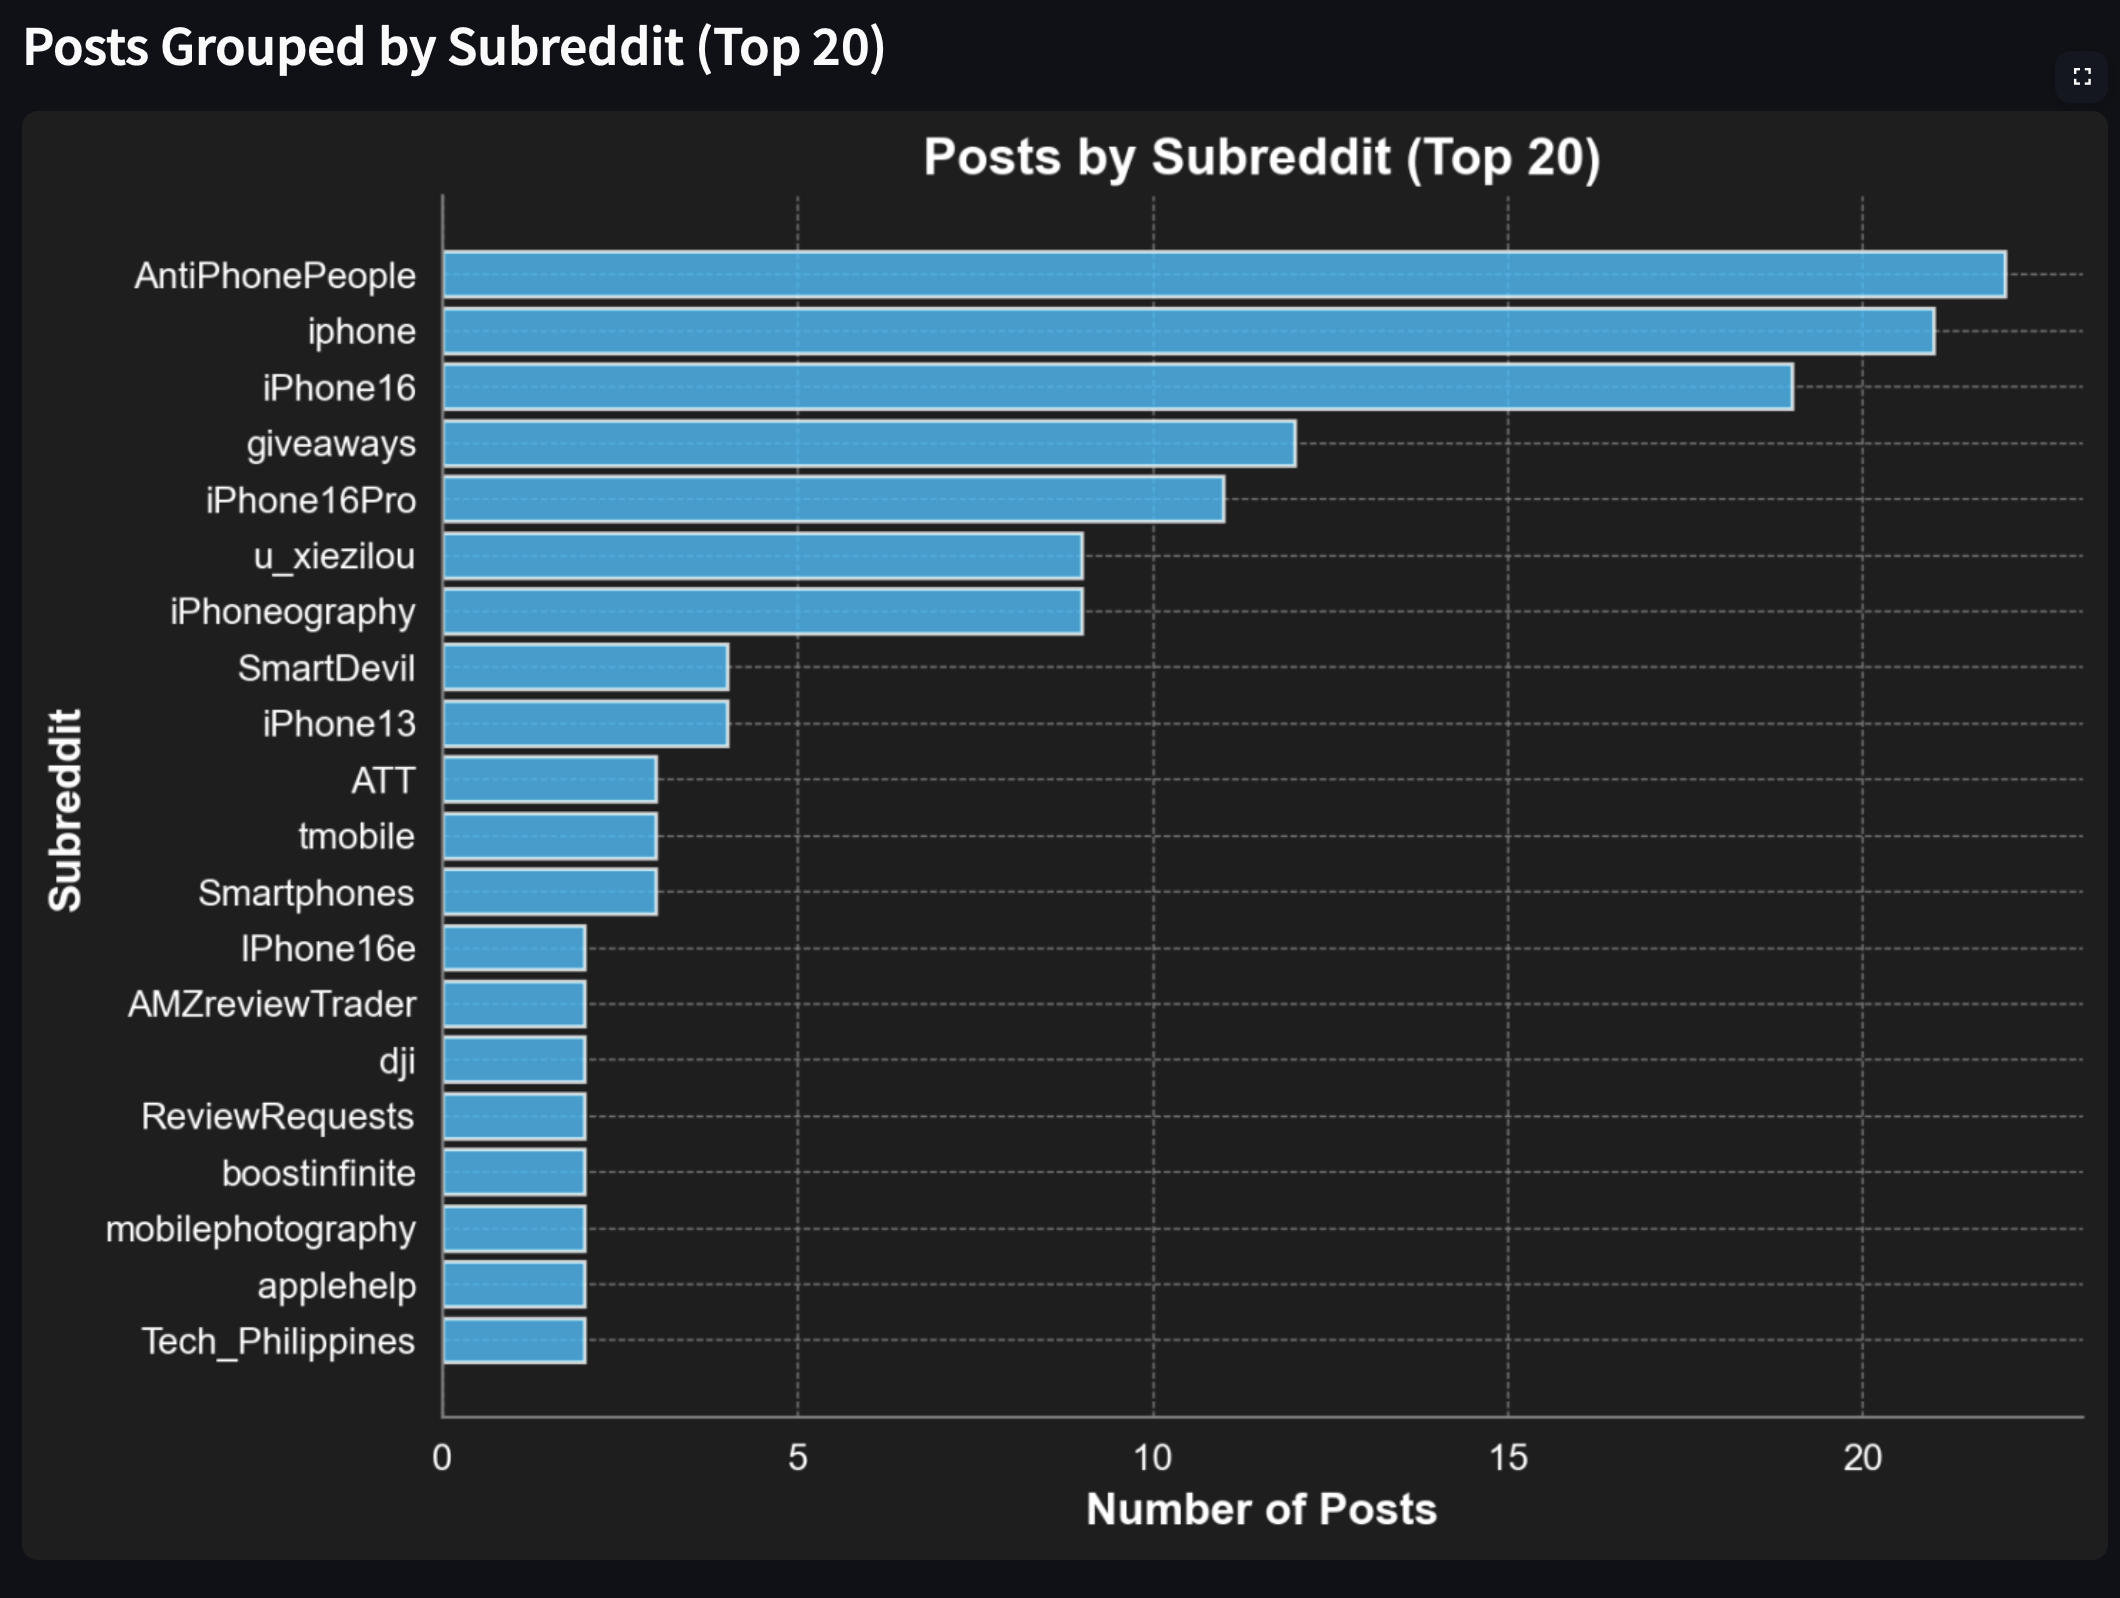 Posts Grouped by Subreddit (Top 20)
Posts by Subreddit (Top 20)
AntiPhonePeople
iphone
iPhone16
giveaways
iPhone16Pro
u_xiezilou
iPhoneography
SmartDevil
iPhone13
ATT
tmobile
Smartphones
IPhone16e
AMZreviewTrader
dji
ReviewRequests
boostinfinite
mobilephotography
applehelp
Tech_Philippines
Subreddit
0 5 10 15 20
Number of Posts